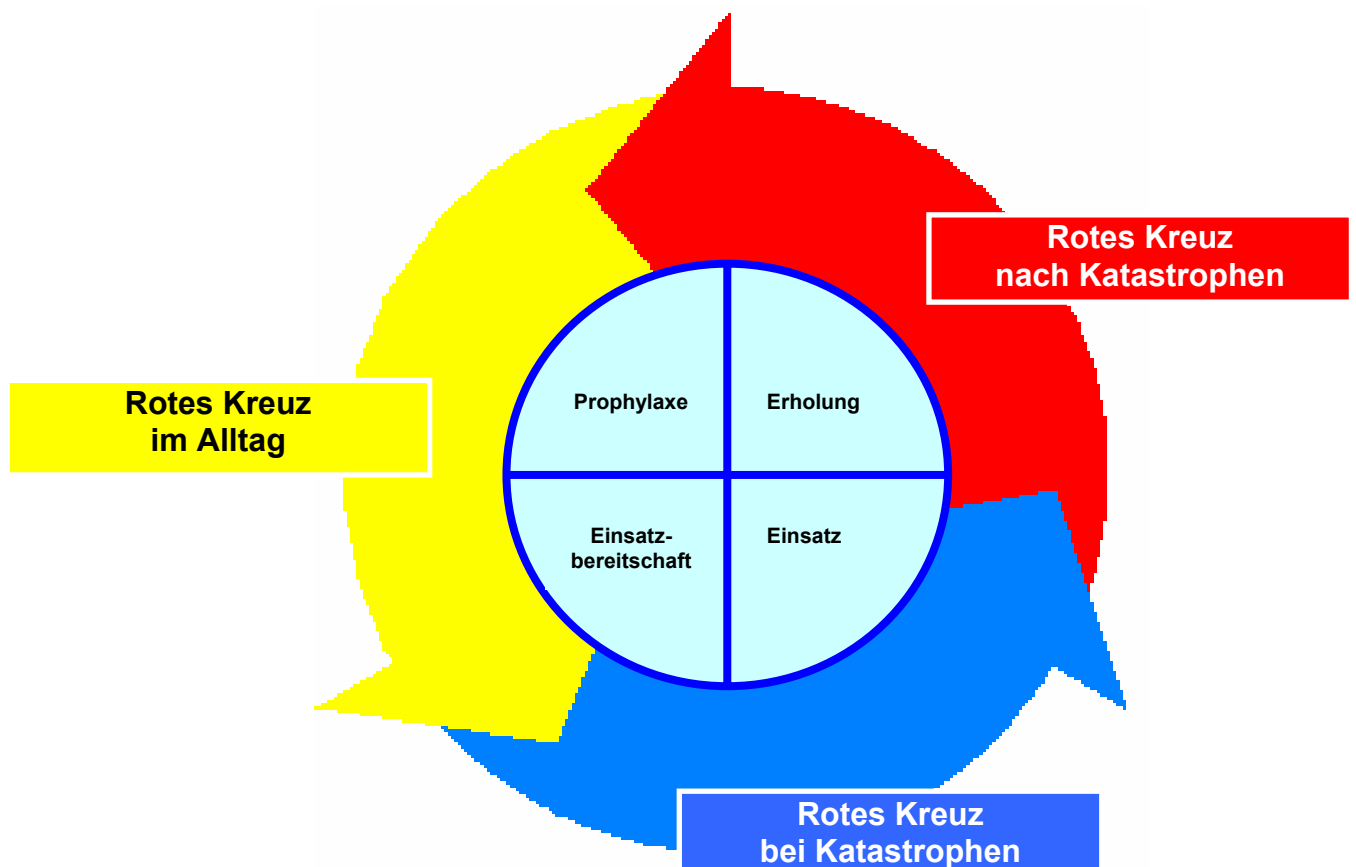 Rotes Kreuz
nach Katastrophen
Rotes Kreuz
im Alltag
Prophylaxe
Erholung
Einsatz-
bereitschaft
Einsatz
Rotes Kreuz
bei Katastrophen